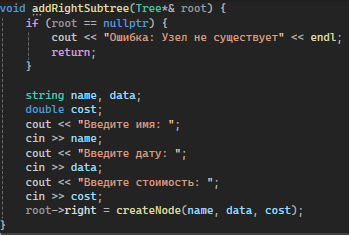 void addRightSubtree(Tree*& root) {
if (root == nullptr) {
cout << "Ошибка: Узел не существует" << endl;
return;
}
string name, data;
double cost;
cout << "Введите имя: ";
cin >> name;
cout << "Введите дату: ";
cin >> data;
cout << "Введите стоимость: ";
cin >> cost;
root->right = createNode(name, data, cost);
}